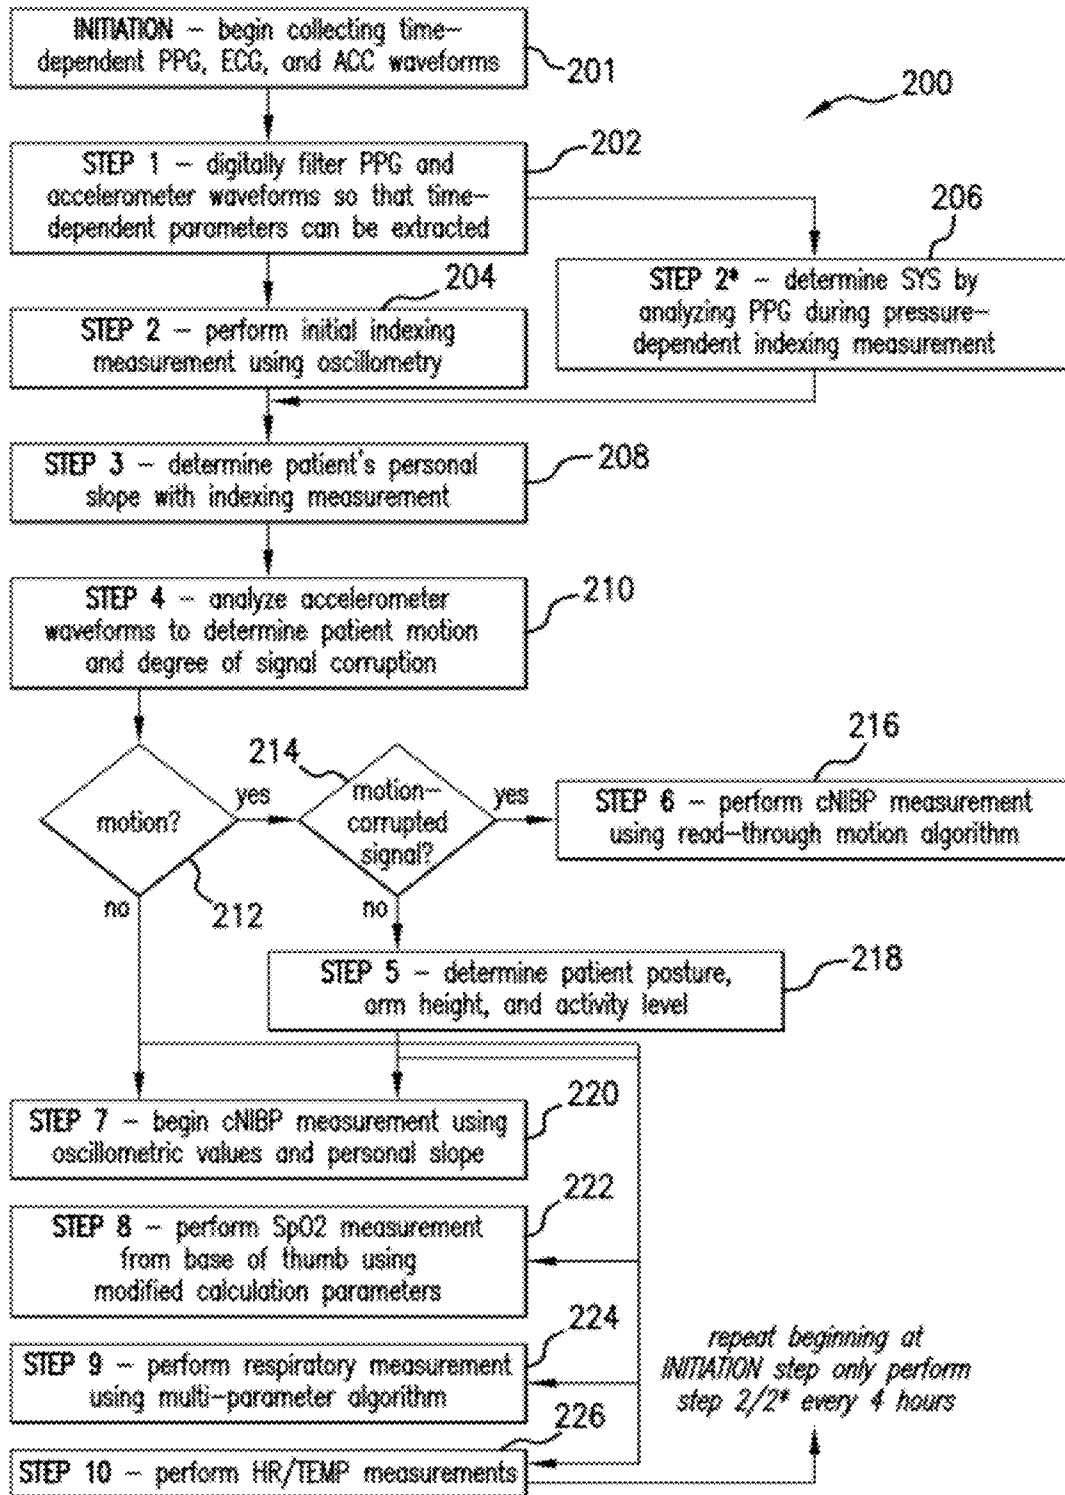 INITIATION – begin collecting time–
dependent PPG, ECG, and ACC waveforms
201
200
STEP 1 – digitally filter PPG and
accelerometer waveforms so that time–
dependent parameters can be extracted
202
206
STEP 2* – determine SYS by
analyzing PPG during pressure–
dependent indexing measurement
204
STEP 2 – perform initial indexing
measurement using oscillometry
STEP 3 – determine patient's personal
slope with indexing measurement
208
STEP 4 – analyze accelerometer
waveforms to determine patient motion
and degree of signal corruption
210
motion?
212
yes
no
214
motion–
corrupted
signal?
yes
no
216
STEP 6 – perform cNIBP measurement
using read–through motion algorithm
STEP 5 – determine patient posture,
arm height, and activity level
218
STEP 7 – begin cNIBP measurement using
oscillometric values and personal slope
220
STEP 8 – perform SpO2 measurement
from base of thumb using
modified calculation parameters
222
STEP 9 – perform respiratory measurement
using multi–parameter algorithm
224
226
STEP 10 – perform HR/TEMP measurements
repeat beginning at
INITIATION step only perform
step 2/2* every 4 hours